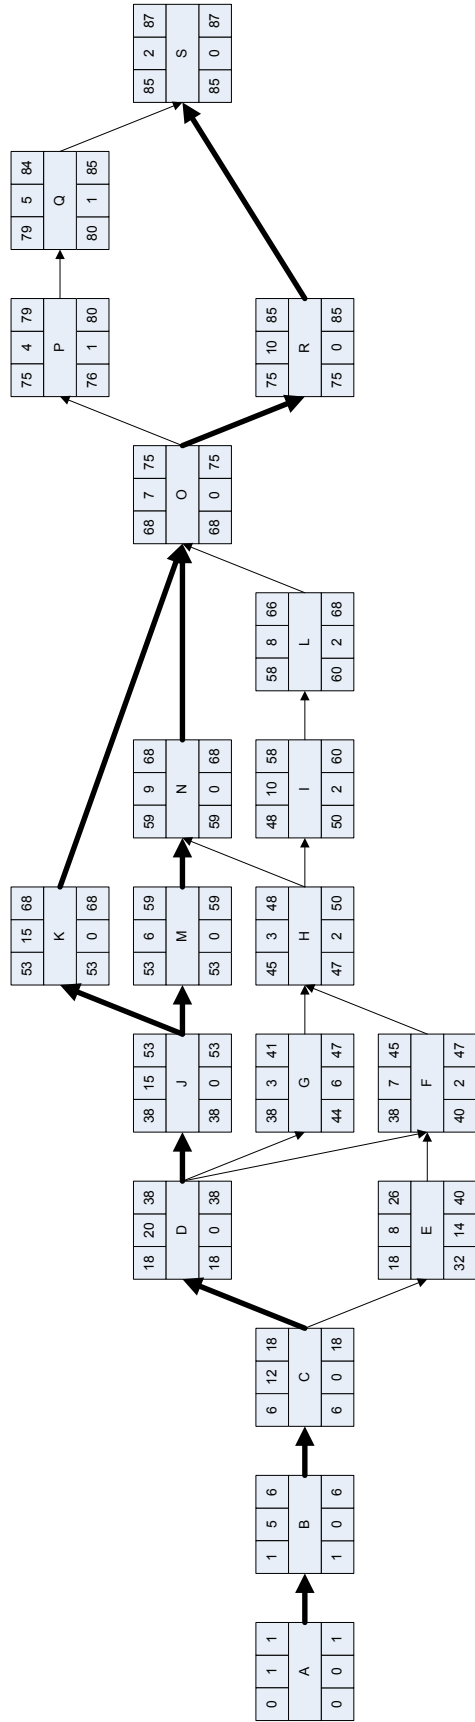 0 1 1
A
0 0 1
1 5 6
B
1 0 6
6 12 18
C
6 0 18
18 20 38
D
18 0 38
18 8 26
E
32 14 40
38 15 53
J
38 0 53
38 3 41
G
44 6 47
38 7 45
F
40 2 47
53 15 68
K
53 0 68
53 6 59
M
53 0 59
45 3 48
H
47 2 50
59 9 68
N
59 0 68
48 10 58
I
50 2 60
58 8 66
L
60 2 68
68 7 75
O
68 0 75
75 4 79
P
76 1 80
75 10 85
R
75 0 85
79 5 84
Q
80 1 85
85 2 87
S
85 0 87